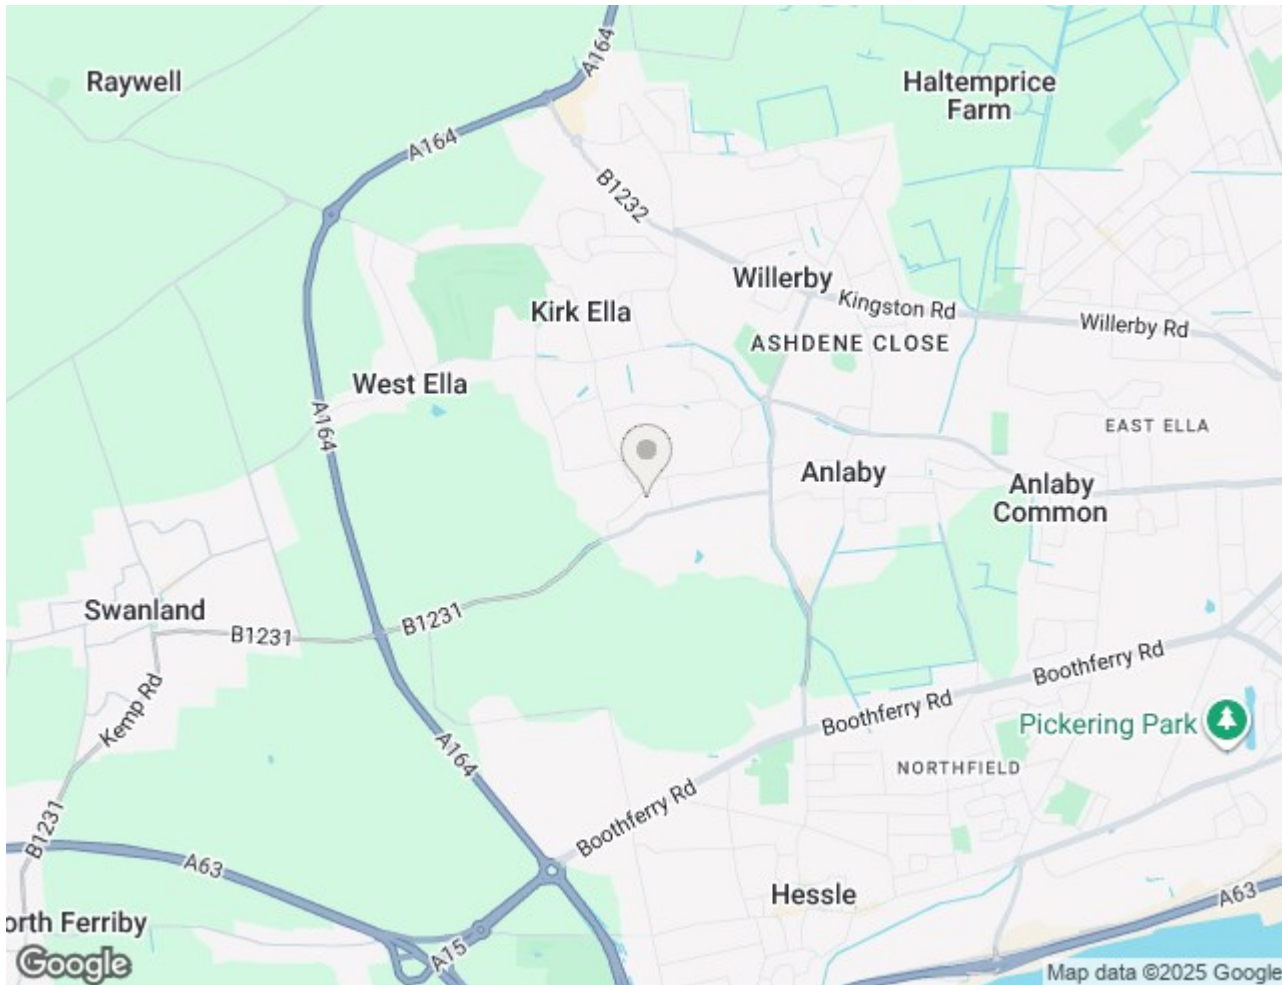 Raywell
A164
Haltemprice
Farm
A164
B1232
Willerby
Kirk Ella
Kingston Rd
Willerby Rd
ASHDENE CLOSE
West Ella
A164
EAST ELLA
Anlaby
Anlaby
Common
Swanland
B1231
B1231
Boothferry Rd
Kemp Rd
Boothferry Rd
Pickering Park
A164
NORTHFIELD
Boothferry Rd
B1231
A63
Hessle
A63
orth Ferriby
A15
Google
Map data ©2025 Google